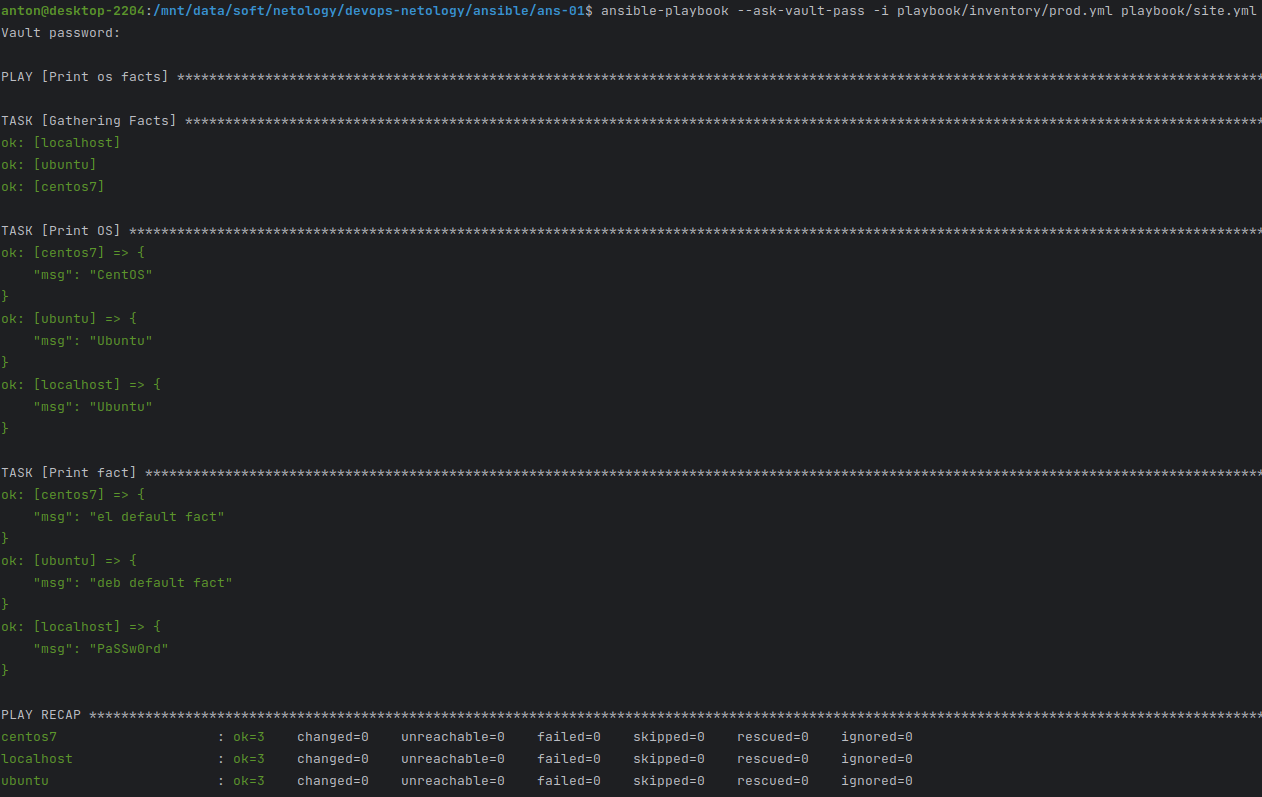 anton@desktop-2204:/mnt/data/soft/netology/devops-netology/ansible/ans-01$ ansible-playbook --ask-vault-pass -i playbook/inventory/prod.yml playbook/site.yml
Vault password:
PLAY [Print os facts] ****************************************************************************************************************************************
TASK [Gathering Facts] ***************************************************************************************************************************************
ok: [localhost]
ok: [ubuntu]
ok: [centos7]
TASK [Print OS] **********************************************************************************************************************************************
ok: [centos7] => {
    "msg": "CentOS"
}
ok: [ubuntu] => {
    "msg": "Ubuntu"
}
ok: [localhost] => {
    "msg": "Ubuntu"
}
TASK [Print fact] ********************************************************************************************************************************************
ok: [centos7] => {
    "msg": "el default fact"
}
ok: [ubuntu] => {
    "msg": "deb default fact"
}
ok: [localhost] => {
    "msg": "PaSSw0rd"
}
PLAY RECAP ***************************************************************************************************************************************************
centos7                    : ok=3    changed=0    unreachable=0    failed=0    skipped=0    rescued=0    ignored=0
localhost                  : ok=3    changed=0    unreachable=0    failed=0    skipped=0    rescued=0    ignored=0
ubuntu                     : ok=3    changed=0    unreachable=0    failed=0    skipped=0    rescued=0    ignored=0